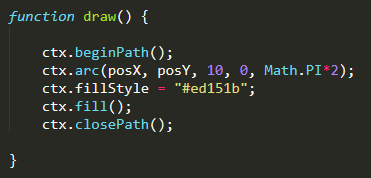 function draw() {
ctx.beginPath();
ctx.arc(posX, posY, 10, 0, Math.PI*2);
ctx.fillStyle = "#ed151b";
ctx.fill();
ctx.closePath();
}